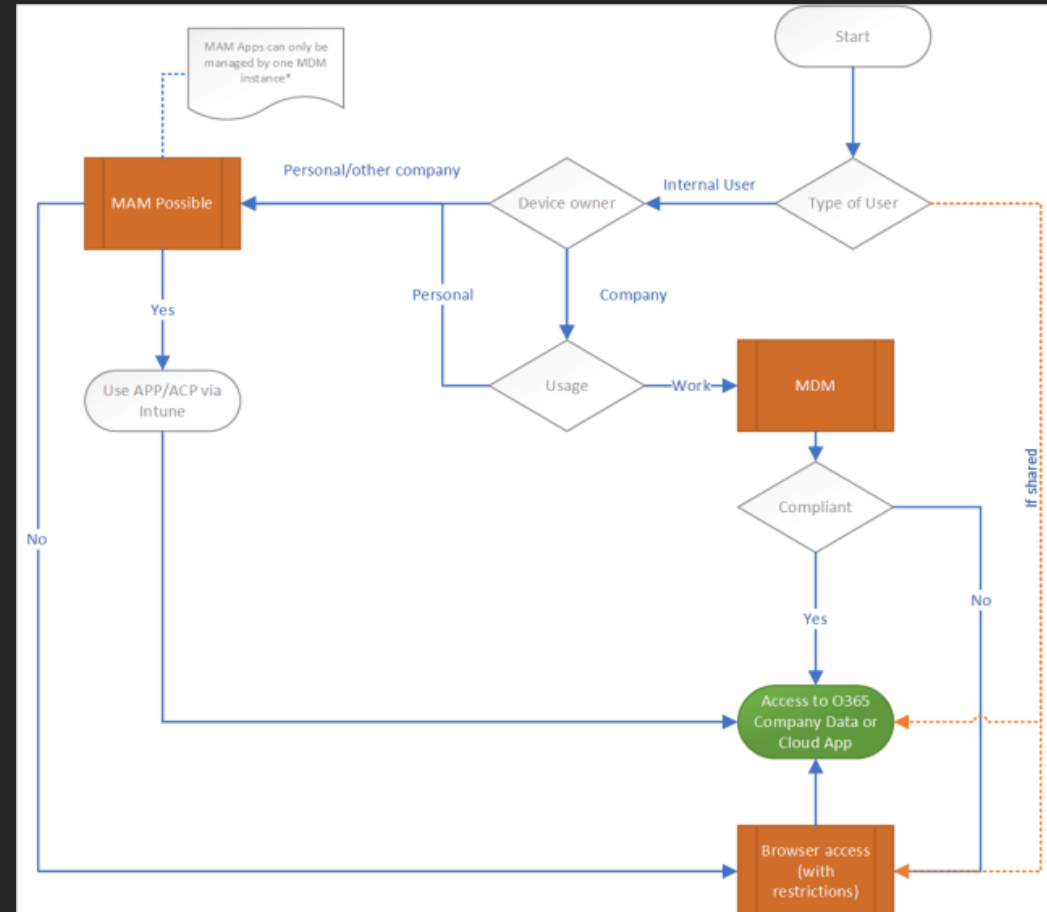 Start
MAM Apps can only be
managed by one MDM
instance*
Personal/other company
Internal User
MAM Possible
Device owner
Type of User
Yes
Personal
Company
Use APP/ACP via
Intune
Usage
Work
MDM
If shared
Compliant
No
No
Yes
Access to O365
Company Data or
Cloud App
Browser access
(with
restrictions)